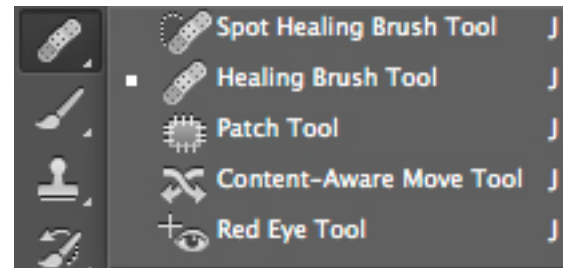 Spot Healing Brush Tool J
Healing Brush Tool J
Patch Tool J
Content-Aware Move Tool J
Red Eye Tool J